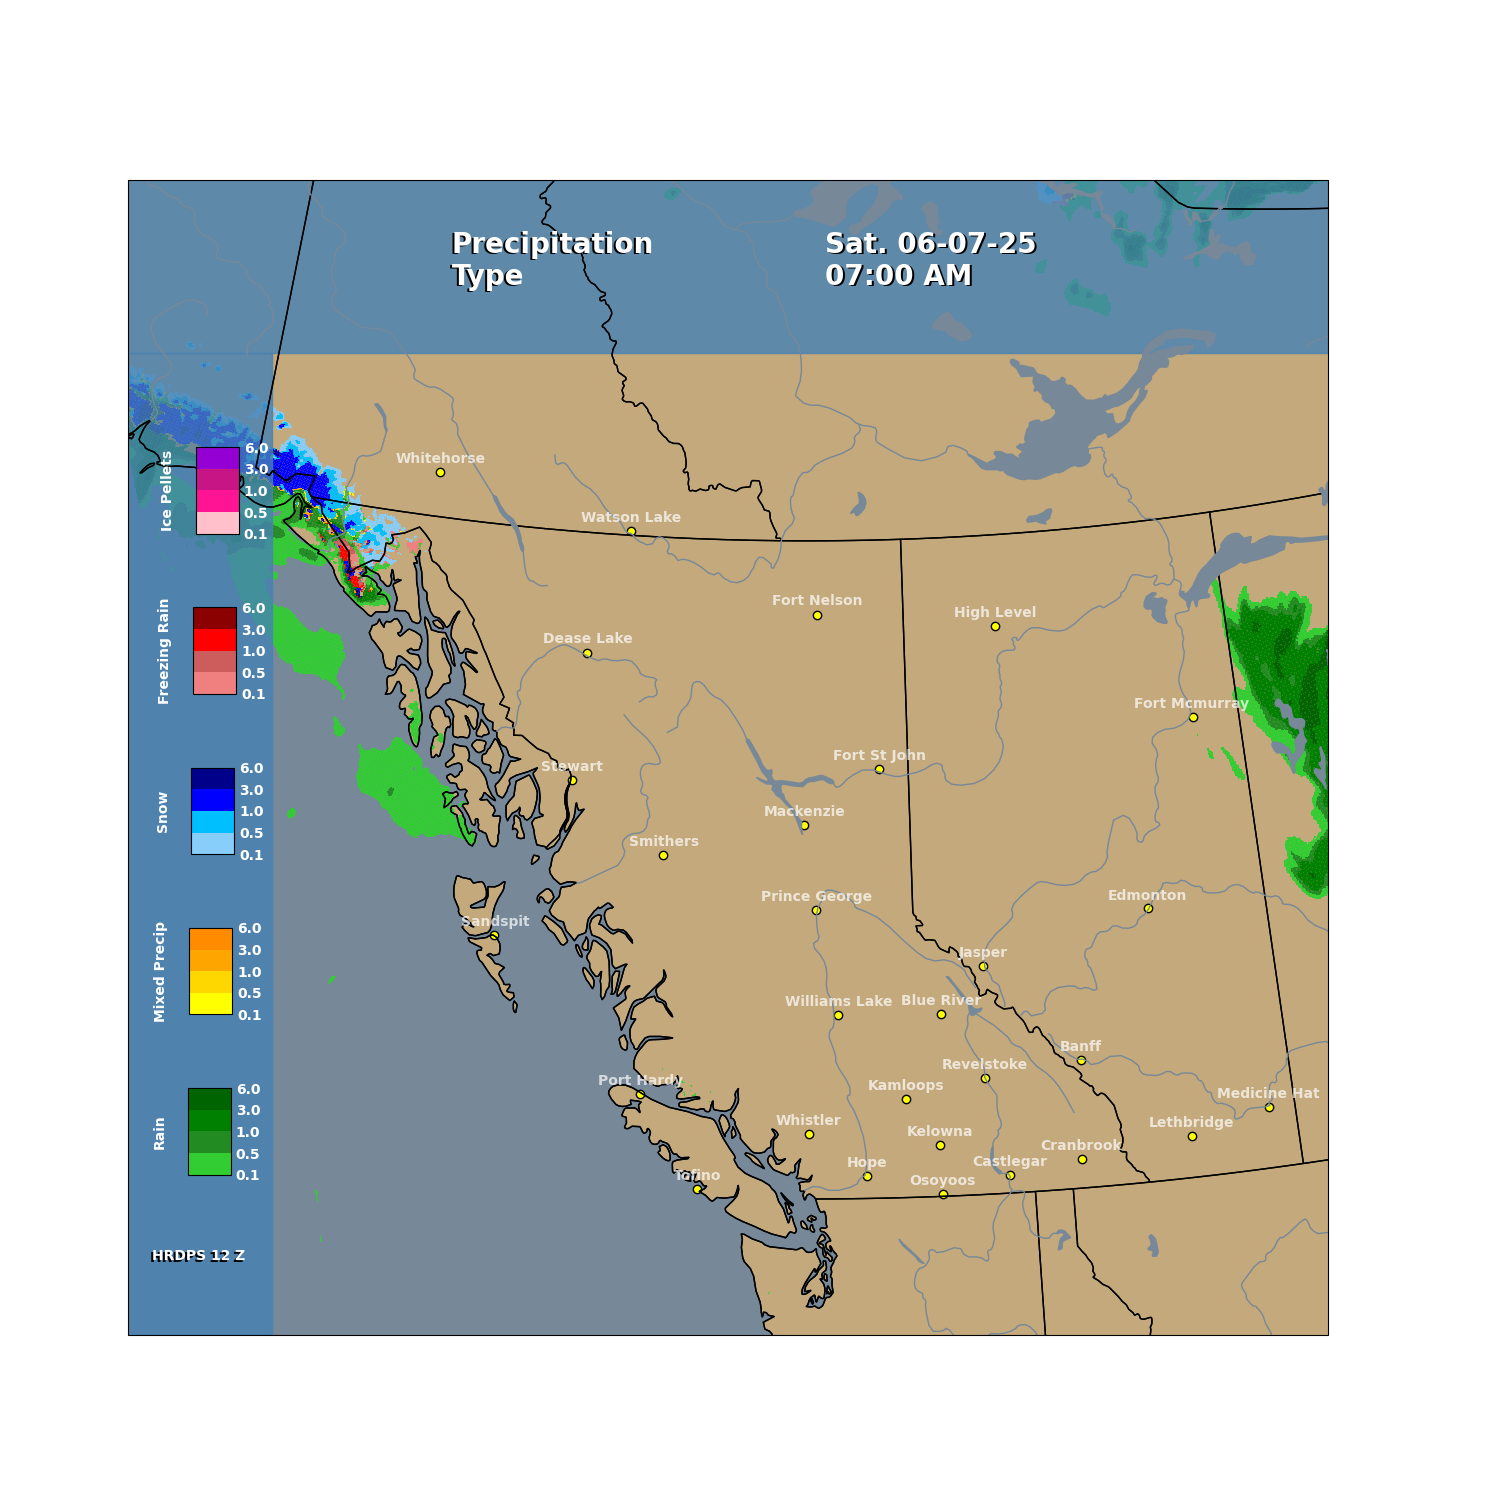 Precipitation
Type
Sat. 06-07-25
07:00 AM
Ice Pellets
6.0
3.0
1.0
0.5
0.1
Freezing Rain
6.0
3.0
1.0
0.5
0.1
Snow
6.0
3.0
1.0
0.5
0.1
Mixed Precip
6.0
3.0
1.0
0.5
0.1
Rain
6.0
3.0
1.0
0.5
0.1
HRDPS 12 Z
Whitehorse
Watson Lake
Fort Nelson
High Level
Dease Lake
Fort Mcmurray
Fort St John
Stewart
Mackenzie
Smithers
Prince George
Edmonton
Sandspit
Jasper
Williams Lake
Blue River
Banff
Revelstoke
Port Hardy
Kamloops
Medicine Hat
Whistler
Lethbridge
Kelowna
Cranbrook
Hope
Castlegar
Tofino
Osoyoos